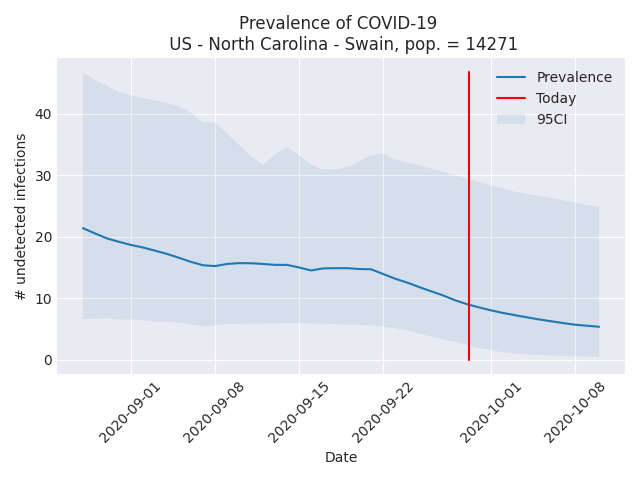 Prevalence of COVID-19
US - North Carolina - Swain, pop. = 14271
Prevalence
Today
95CI
40
30
20
10
0
# undetected infections
2020-09-01
2020-09-08
2020-09-15
2020-09-22
2020-10-01
2020-10-08
Date